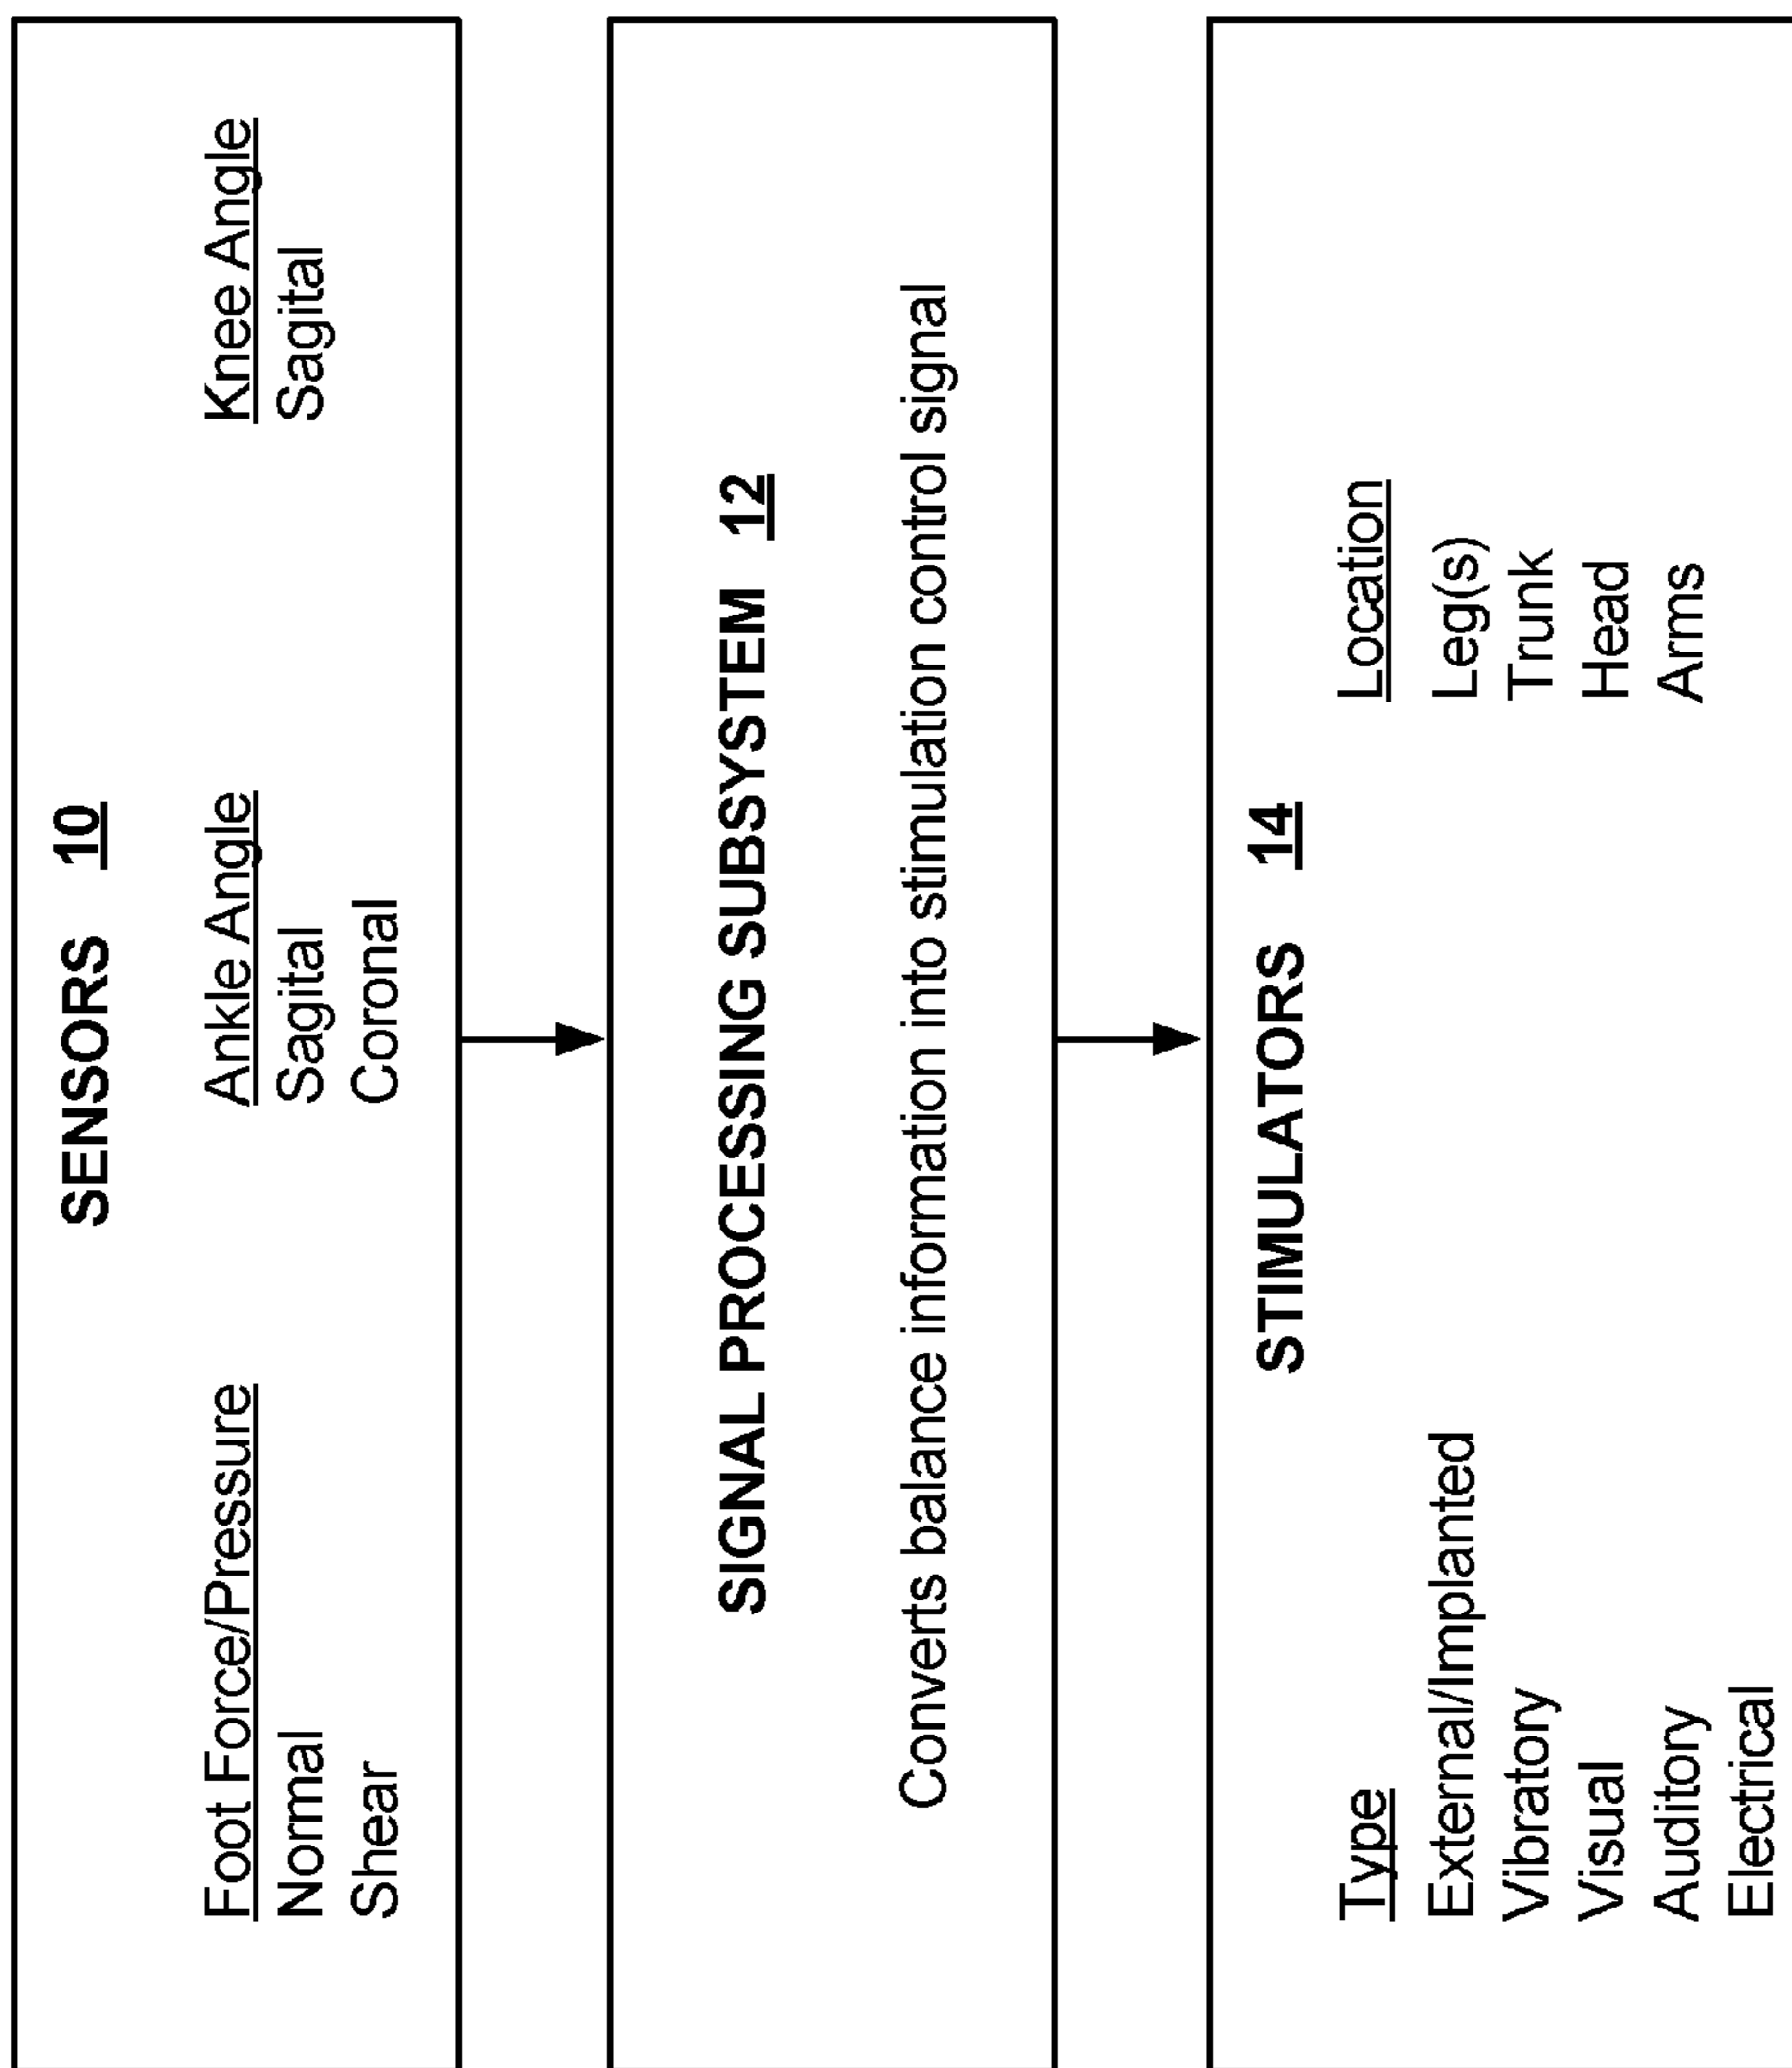 SENSORS 10
Foot Force/Pressure
Normal
Shear
Ankle Angle
Sagital
Coronal
Knee Angle
Sagital
SIGNAL PROCESSING SUBSYSTEM 12
Converts balance information into stimulation control signal
STIMULATORS 14
Type
External/Implanted
Vibratory
Visual
Auditory
Electrical
Location
Leg(s)
Trunk
Head
Arms